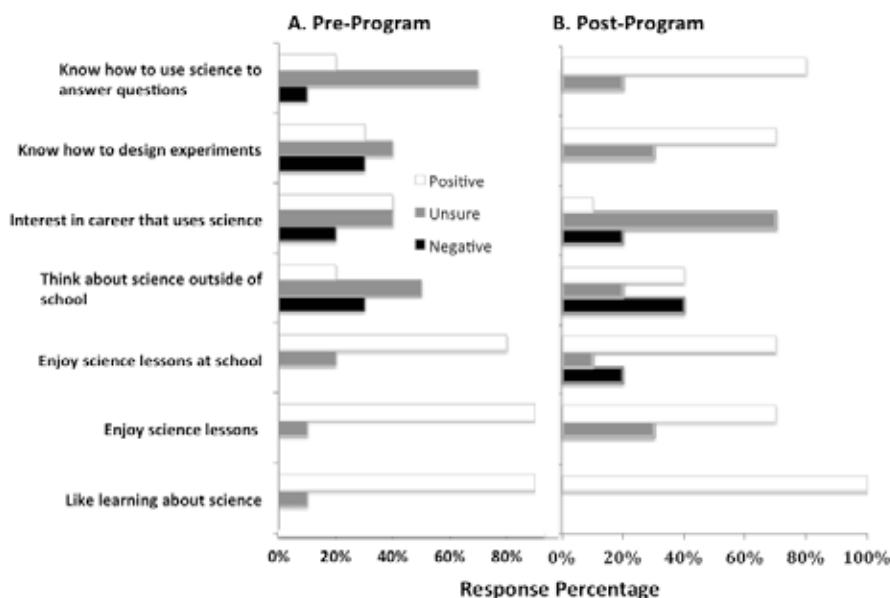 A. Pre-Program
B. Post-Program
Know how to use science to
answer questions
Know how to design experiments
Interest in career that uses science
Think about science outside of
school
Enjoy science lessons at school
Enjoy science lessons
Like learning about science
Positive
Unsure
Negative
0% 20% 40% 60% 80%
0% 20% 40% 60% 80% 100%
Response Percentage